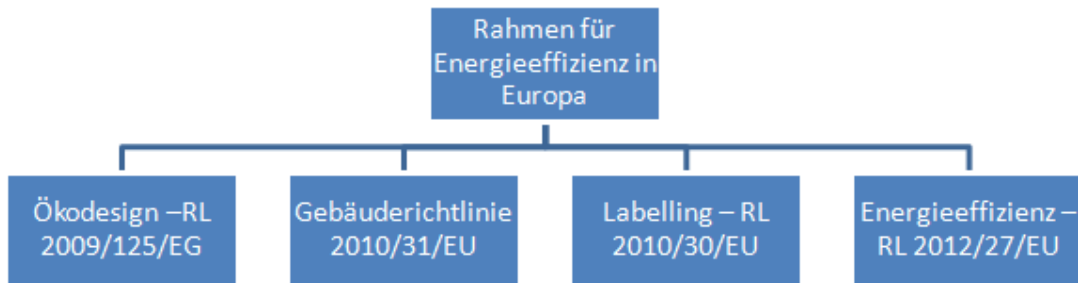 Rahmen für
Energieeffizienz in
Europa
Ökodesign –RL
2009/125/EG
Gebäuderichtlinie
2010/31/EU
Labelling – RL
2010/30/EU
Energieeffizienz –
RL 2012/27/EU